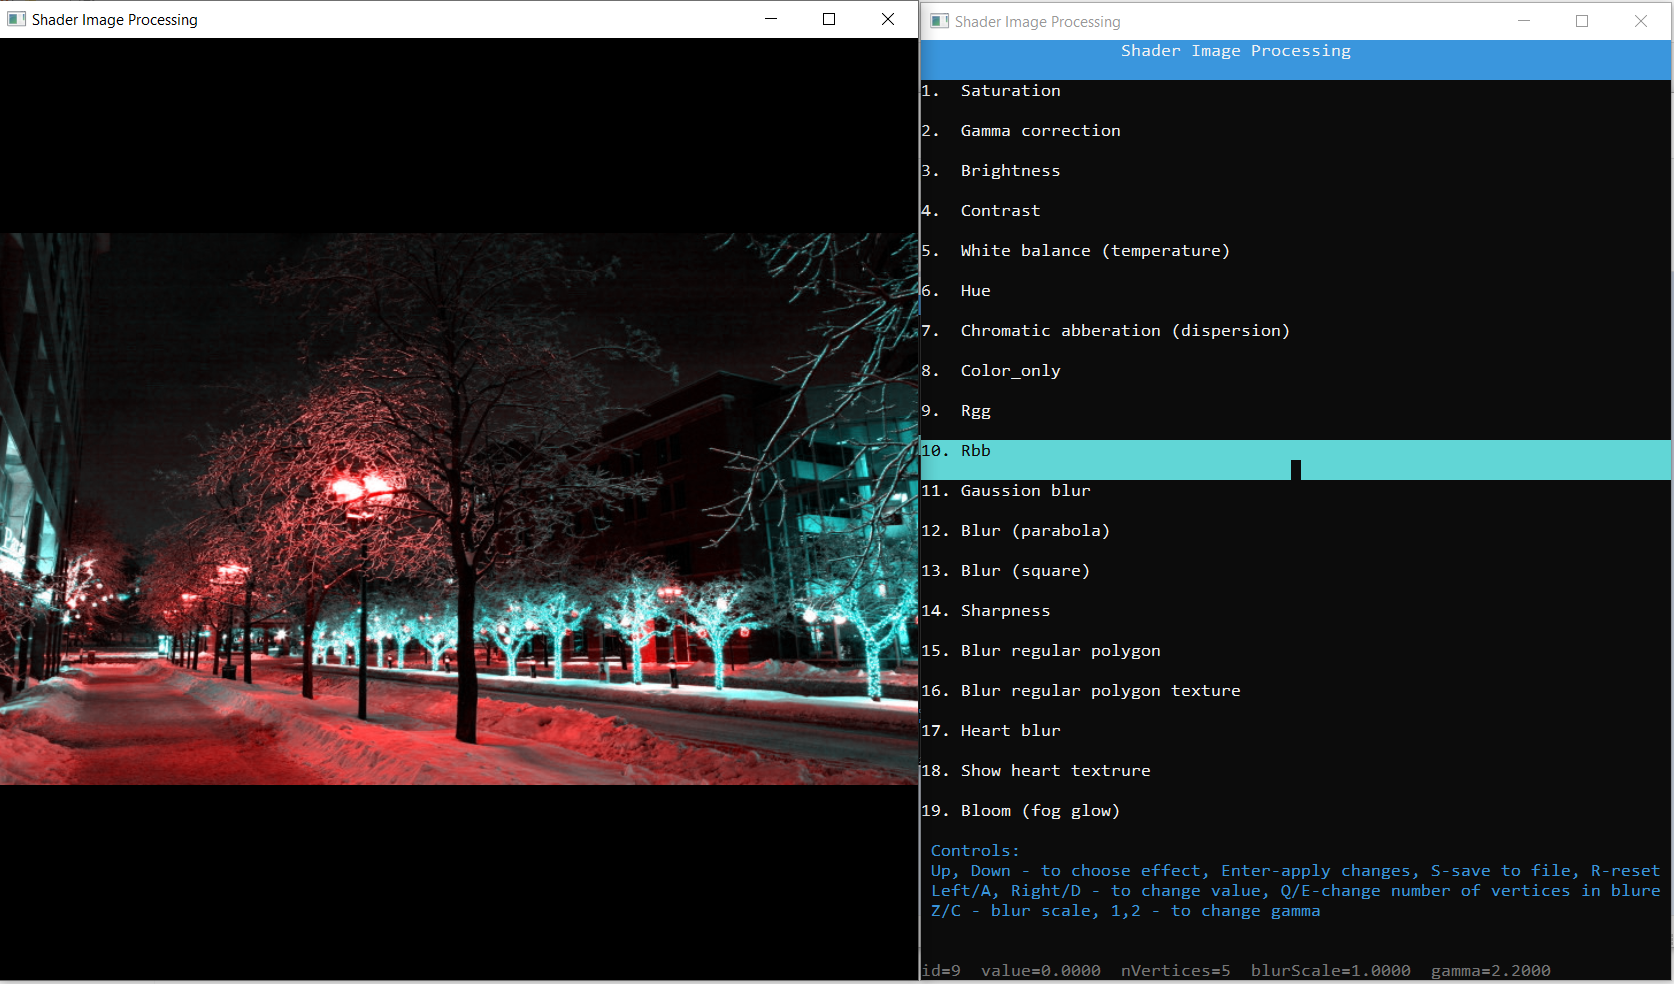 Shader Image Processing
Shader Image Processing
Shader Image Processing
1. Saturation
2. Gamma correction
3. Brightness
4. Contrast
5. White balance (temperature)
6. Hue
7. Chromatic abberation (dispersion)
8. Color_only
9. Rgg
10. Rbb
11. Gaussion blur
12. Blur (parabola)
13. Blur (square)
14. Sharpness
15. Blur regular polygon
16. Blur regular polygon texture
17. Heart blur
18. Show heart textrure
19. Bloom (fog glow)
Controls:
Up, Down - to choose effect, Enter-apply changes, S-save to file, R-reset
Left/A, Right/D - to change value, Q/E-change number of vertices in blure
Z/C - blur scale, 1,2 - to change gamma
id=9 value=0.0000 nVertices=5 blurScale=1.0000 gamma=2.2000